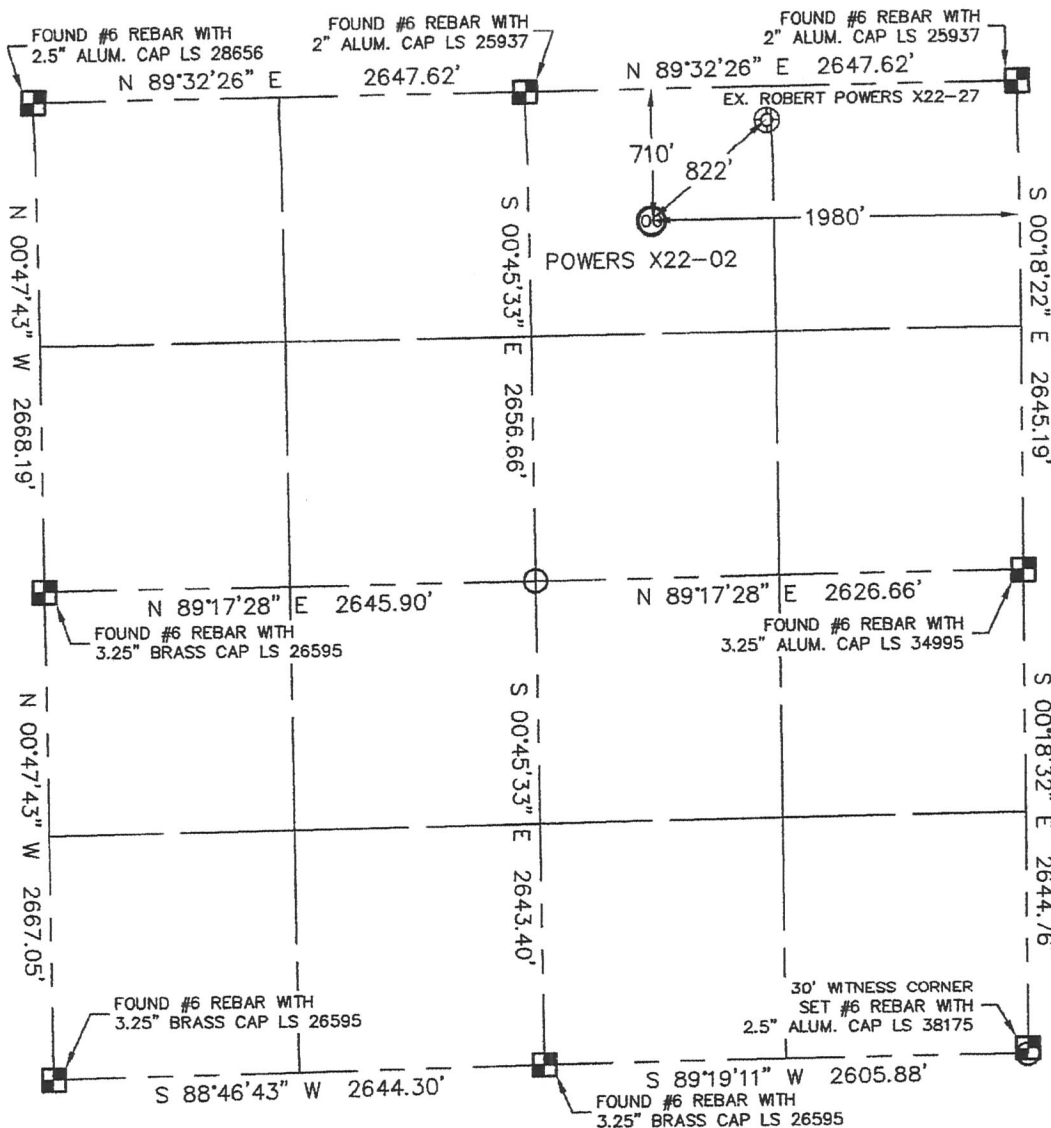 FOUND #6 REBAR WITH
2.5" ALUM. CAP LS 28656
FOUND #6 REBAR WITH
2" ALUM. CAP LS 25937
FOUND #6 REBAR WITH
2" ALUM. CAP LS 25937
N 89°32'26" E 2647.62'
N 89°32'26" E 2647.62'
EX. ROBERT POWERS X22-27
710'
822'
1980'
POWERS X22-02
N 00°47'43" W 2668.19'
S 00°45'33" E 2656.66'
S 00°18'22" E 2645.19'
N 89°17'28" E 2645.90'
N 89°17'28" E 2626.66'
FOUND #6 REBAR WITH
3.25" BRASS CAP LS 26595
FOUND #6 REBAR WITH
3.25" ALUM. CAP LS 34995
N 00°47'43" W 2667.05'
S 00°45'33" E 2643.40'
S 00°18'32" E 2644.76
FOUND #6 REBAR WITH
3.25" BRASS CAP LS 26595
30' WITNESS CORNER
SET #6 REBAR WITH
2.5" ALUM. CAP LS 38175
S 88°46'43" W 2644.30'
S 89°19'11" W 2605.88'
FOUND #6 REBAR WITH
3.25" BRASS CAP LS 26595